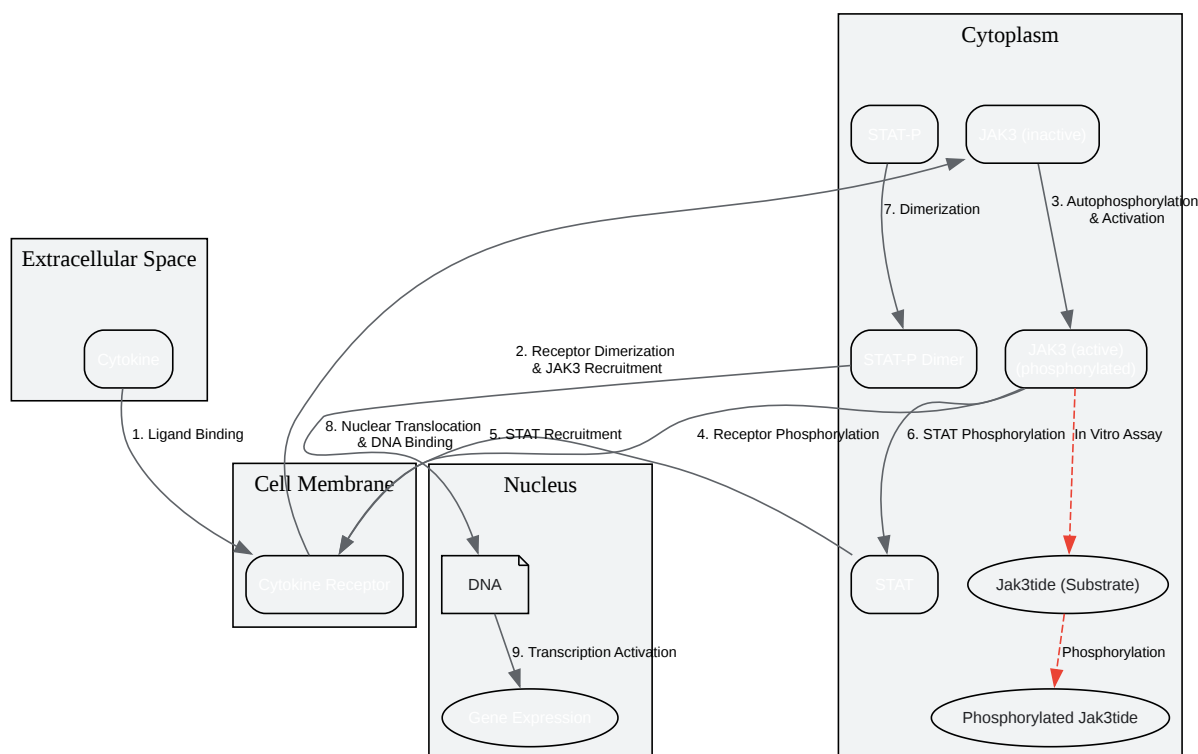 Cytoplasm
STAT-P
JAK3 (inactive)
7. Dimerization
3. Autophosphorylation
& Activation
Extracellular Space
Cytokine
2. Receptor Dimerization
& JAK3 Recruitment
STAT-P Dimer
JAK3 (active)
(phosphorylated)
1. Ligand Binding
8. Nuclear Translocation
& DNA Binding
5. STAT Recruitment
4. Receptor Phosphorylation
6. STAT Phosphorylation
In Vitro Assay
Cell Membrane
Nucleus
Cytokine Receptor
DNA
STAT
Jak3tide (Substrate)
9. Transcription Activation
Phosphorylation
Gene Expression
Phosphorylated Jak3tide